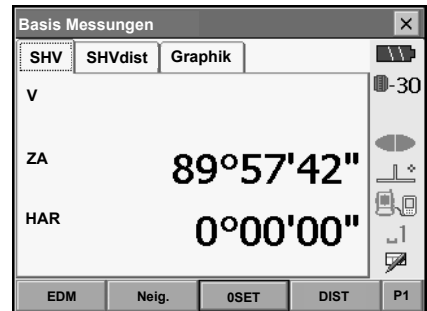 Basis Messungen
SHV SHVdist Graphik
-30
V
ZA 89°57'42"
HAR 0°00'00"
1
EDM Neig. 0SET DIST P1